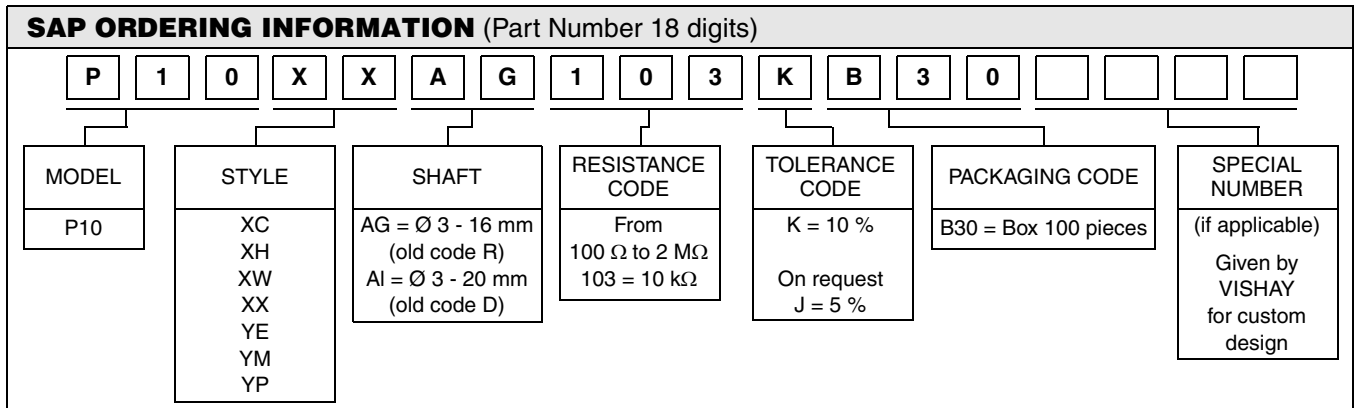 SAP ORDERING INFORMATION (Part Number 18 digits)
P 1 0 X X A G 1 0 3 K B 3 0
MODEL
P10
STYLE
XC
XH
XW
XX
YE
YM
YP
SHAFT
AG = Ø 3 - 16 mm
(old code R)
AI = Ø 3 - 20 mm
(old code D)
RESISTANCE
CODE
From
100 Ω to 2 MΩ
103 = 10 kΩ
TOLERANCE
CODE
K = 10 %
On request
J = 5 %
PACKAGING CODE
B30 = Box 100 pieces
SPECIAL
NUMBER
(if applicable)
Given by
VISHAY
for custom
design